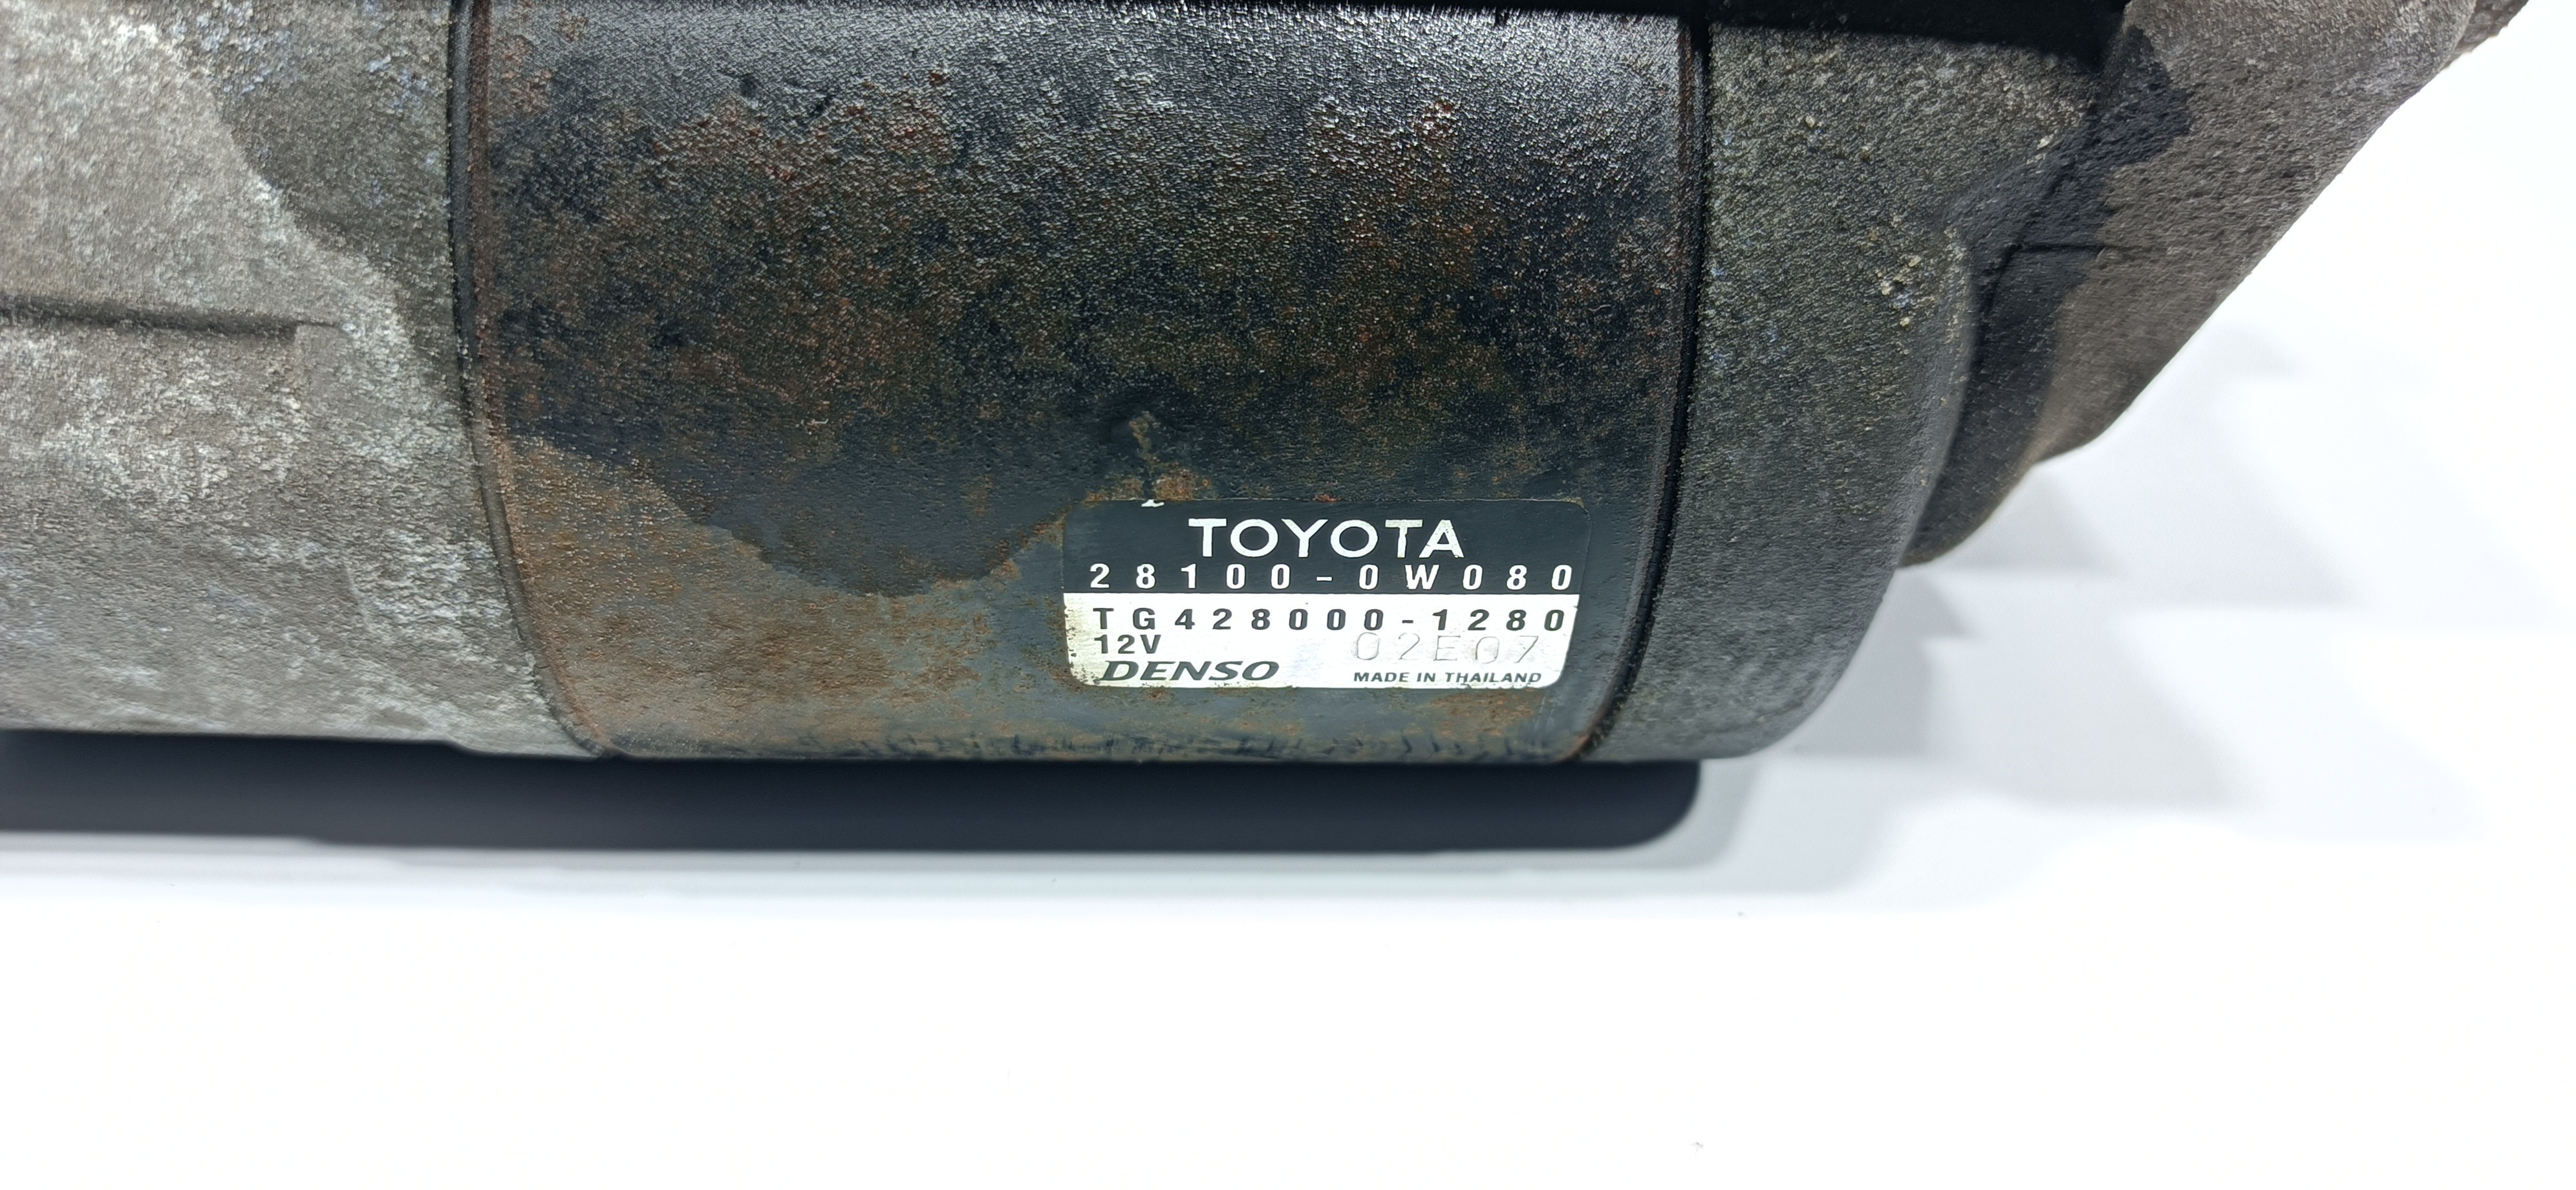 TOYOTA
28100-0W080
TG428000-1280
12V 02E07
DENSO MADE IN THAILAND